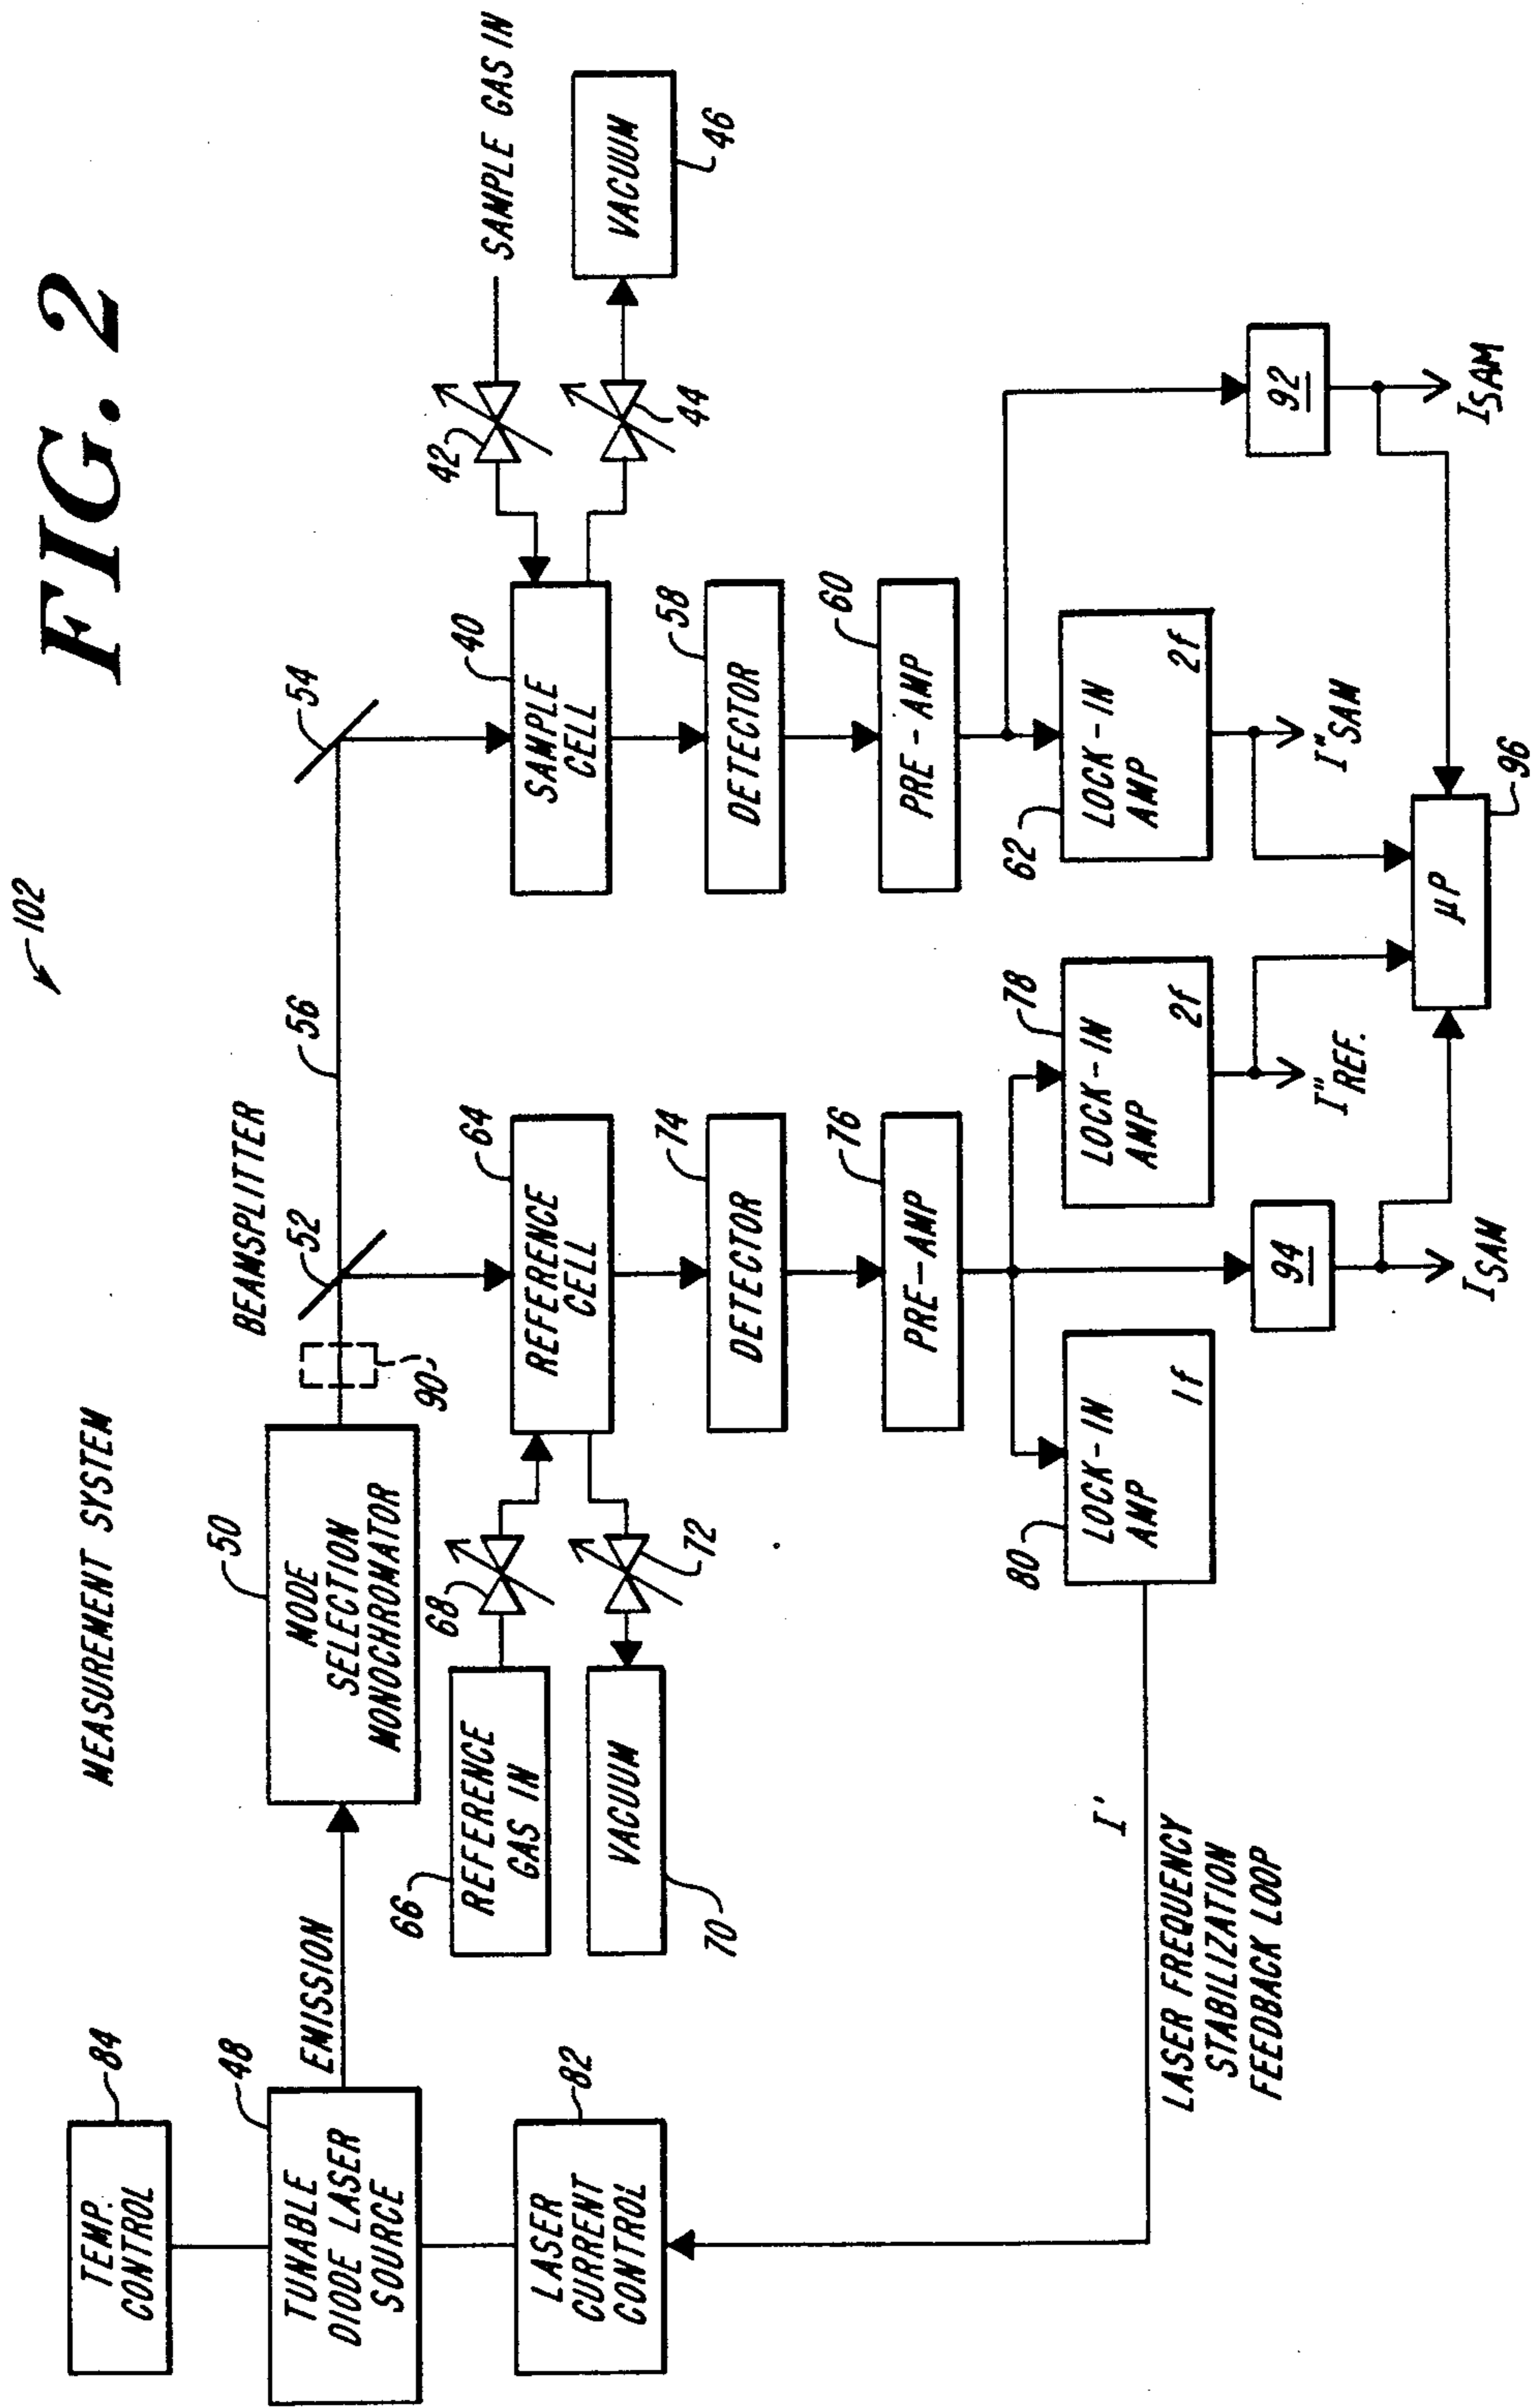 FIG. 2
102
MEASUREMENT SYSTEM
TEMP.
CONTROL
84
TUNABLE
DIODE LASER
SOURCE
48
EMISSION
LASER
CURRENT
CONTROL
82
MODE
SELECTION
MONOCHROMATOR
50
90
BEAMSPLITTER
52
56
54
REFERENCE
GAS IN
66
68
VACUUM
70
72
REFERENCE
CELL
64
SAMPLE
CELL
40
42
SAMPLE GAS IN
44
VACUUM
46
DETECTOR
74
DETECTOR
58
PRE-AMP
76
PRE-AMP
60
LOCK-IN
AMP
1f
80
LOCK-IN
AMP
2f
78
LOCK-IN
AMP
2f
62
94
92
I'
LASER FREQUENCY
STABILIZATION
FEEDBACK LOOP
I"REF.
I"SAM
ISAM
ISAM
μP
96